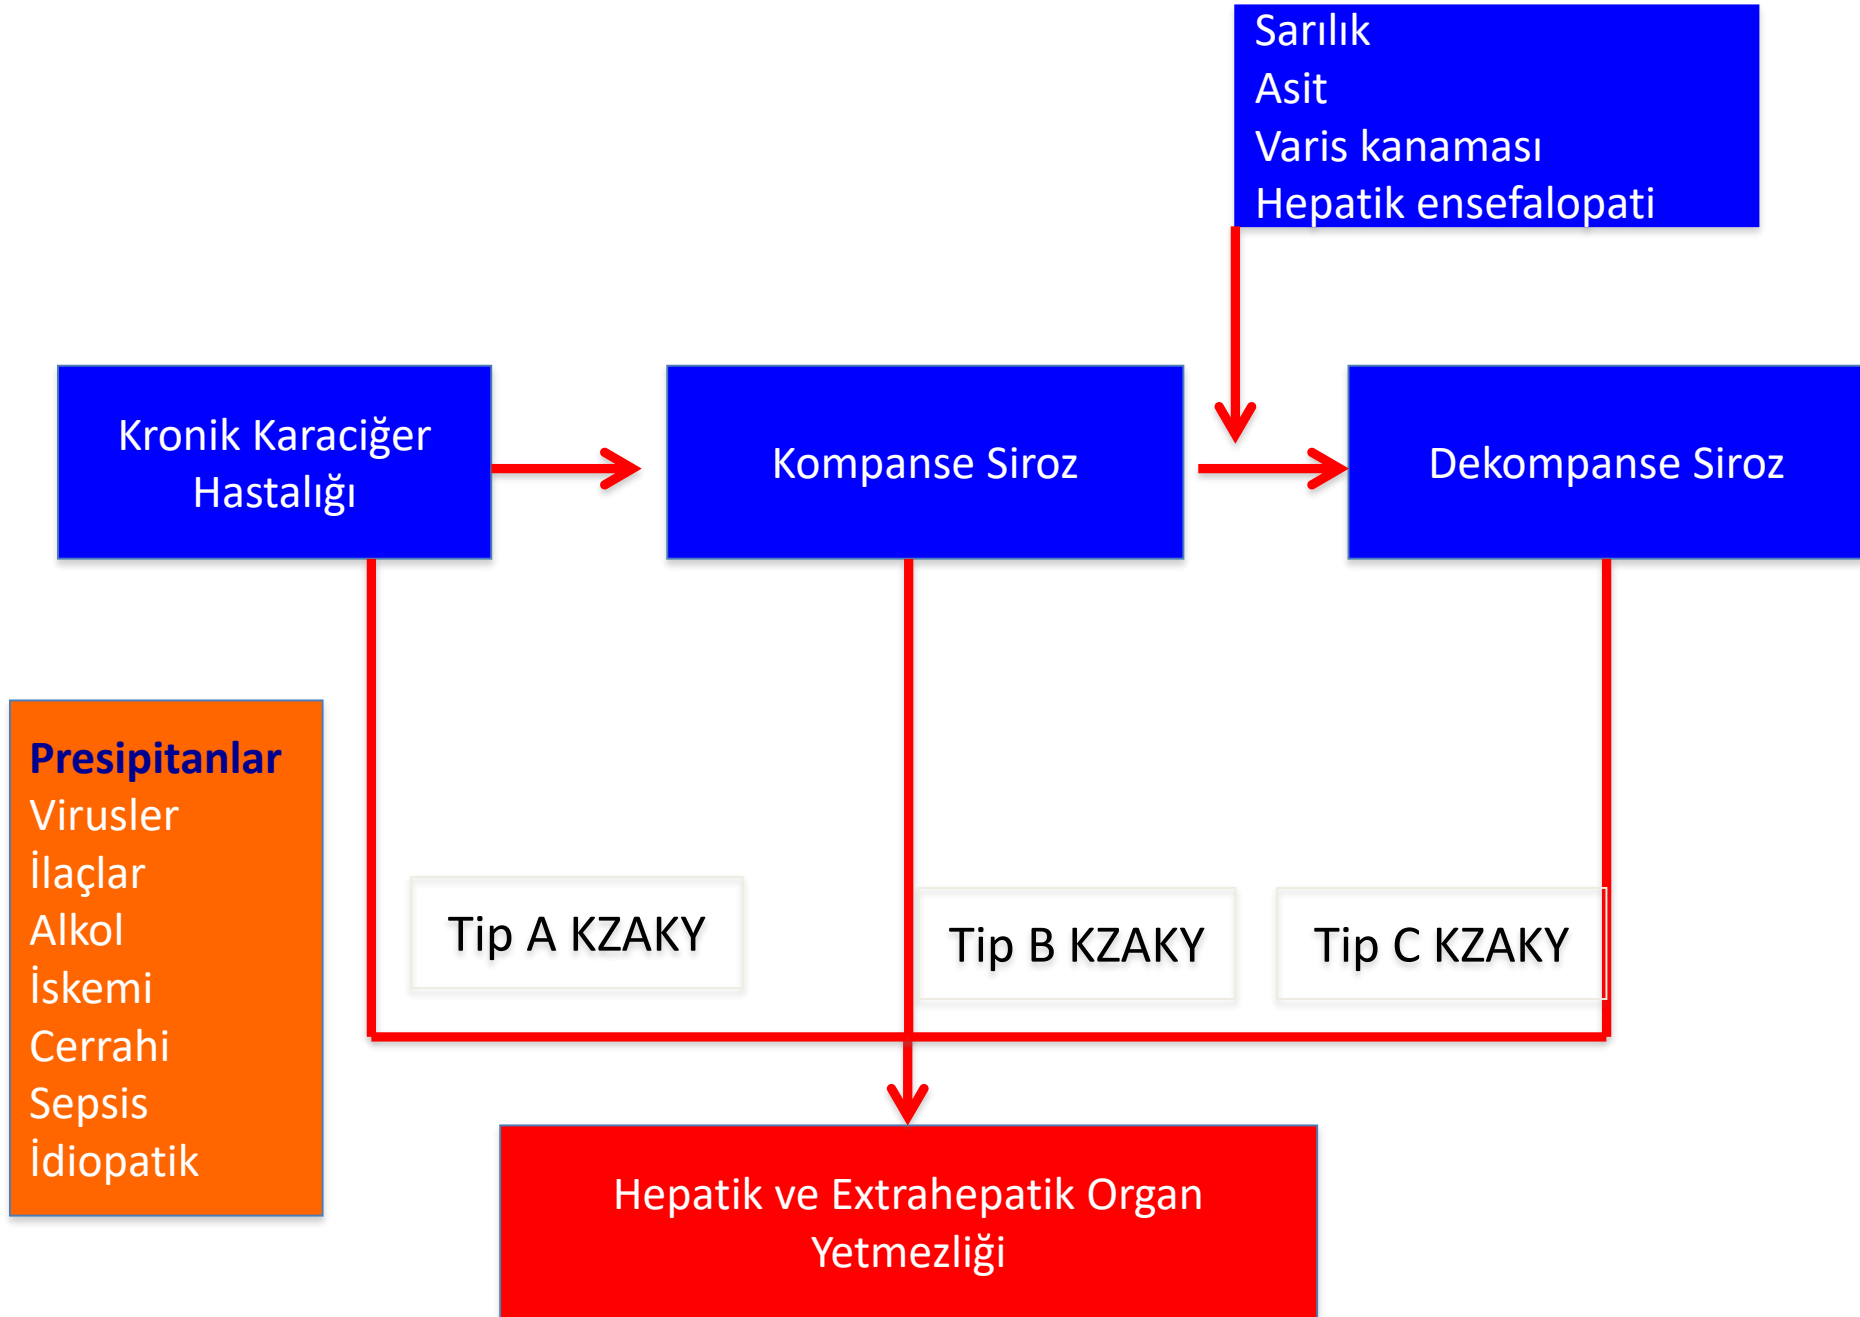 Sarılık
Asit
Varis kanaması
Hepatik ensefalopati
Kronik Karaciğer
Hastalığı
Kompanse Siroz
Dekompanse Siroz
Presipitanlar
Virusler
İlaçlar
Alkol
İskemi
Cerrahi
Sepsis
İdiopatik
Tip A KZAKY
Tip B KZAKY
Tip C KZAKY
Hepatik ve Extrahepatik Organ
Yetmezliği